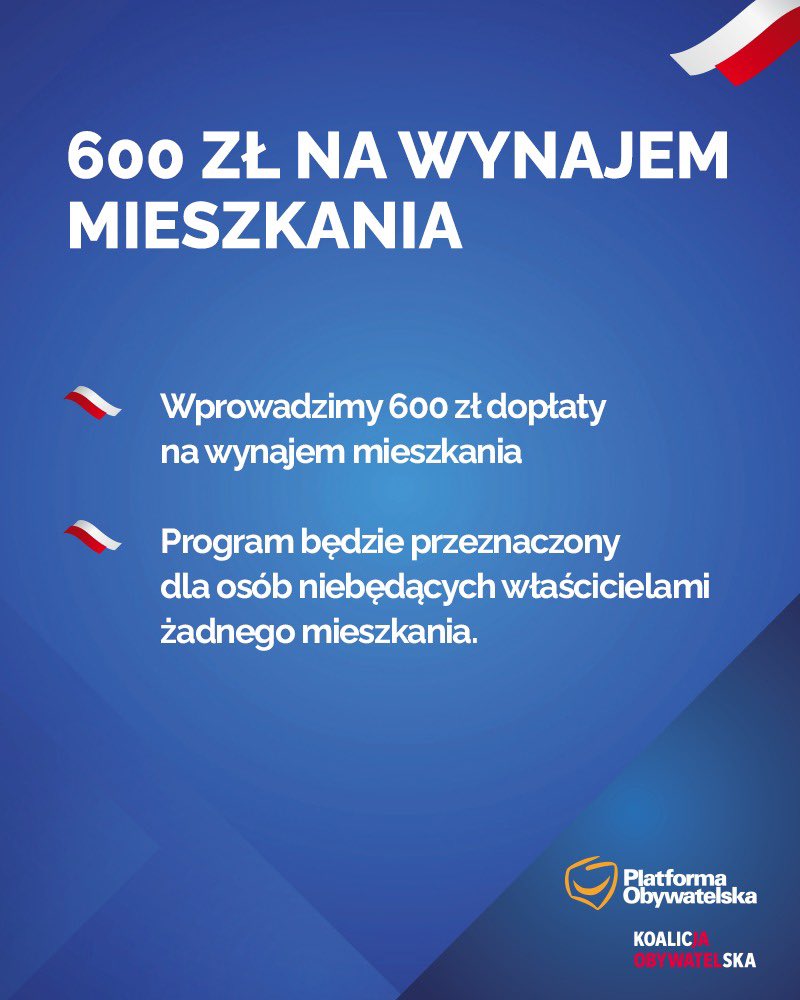 600 ZŁ NA WYNAJEM
MIESZKANIA
Wprowadzimy 600 zł dopłaty
na wynajem mieszkania
Program będzie przeznaczony
dla osób niebędących właścicielami
żadnego mieszkania.
Platforma
Obywatelska
KOALICJA
OBYWATELSKA